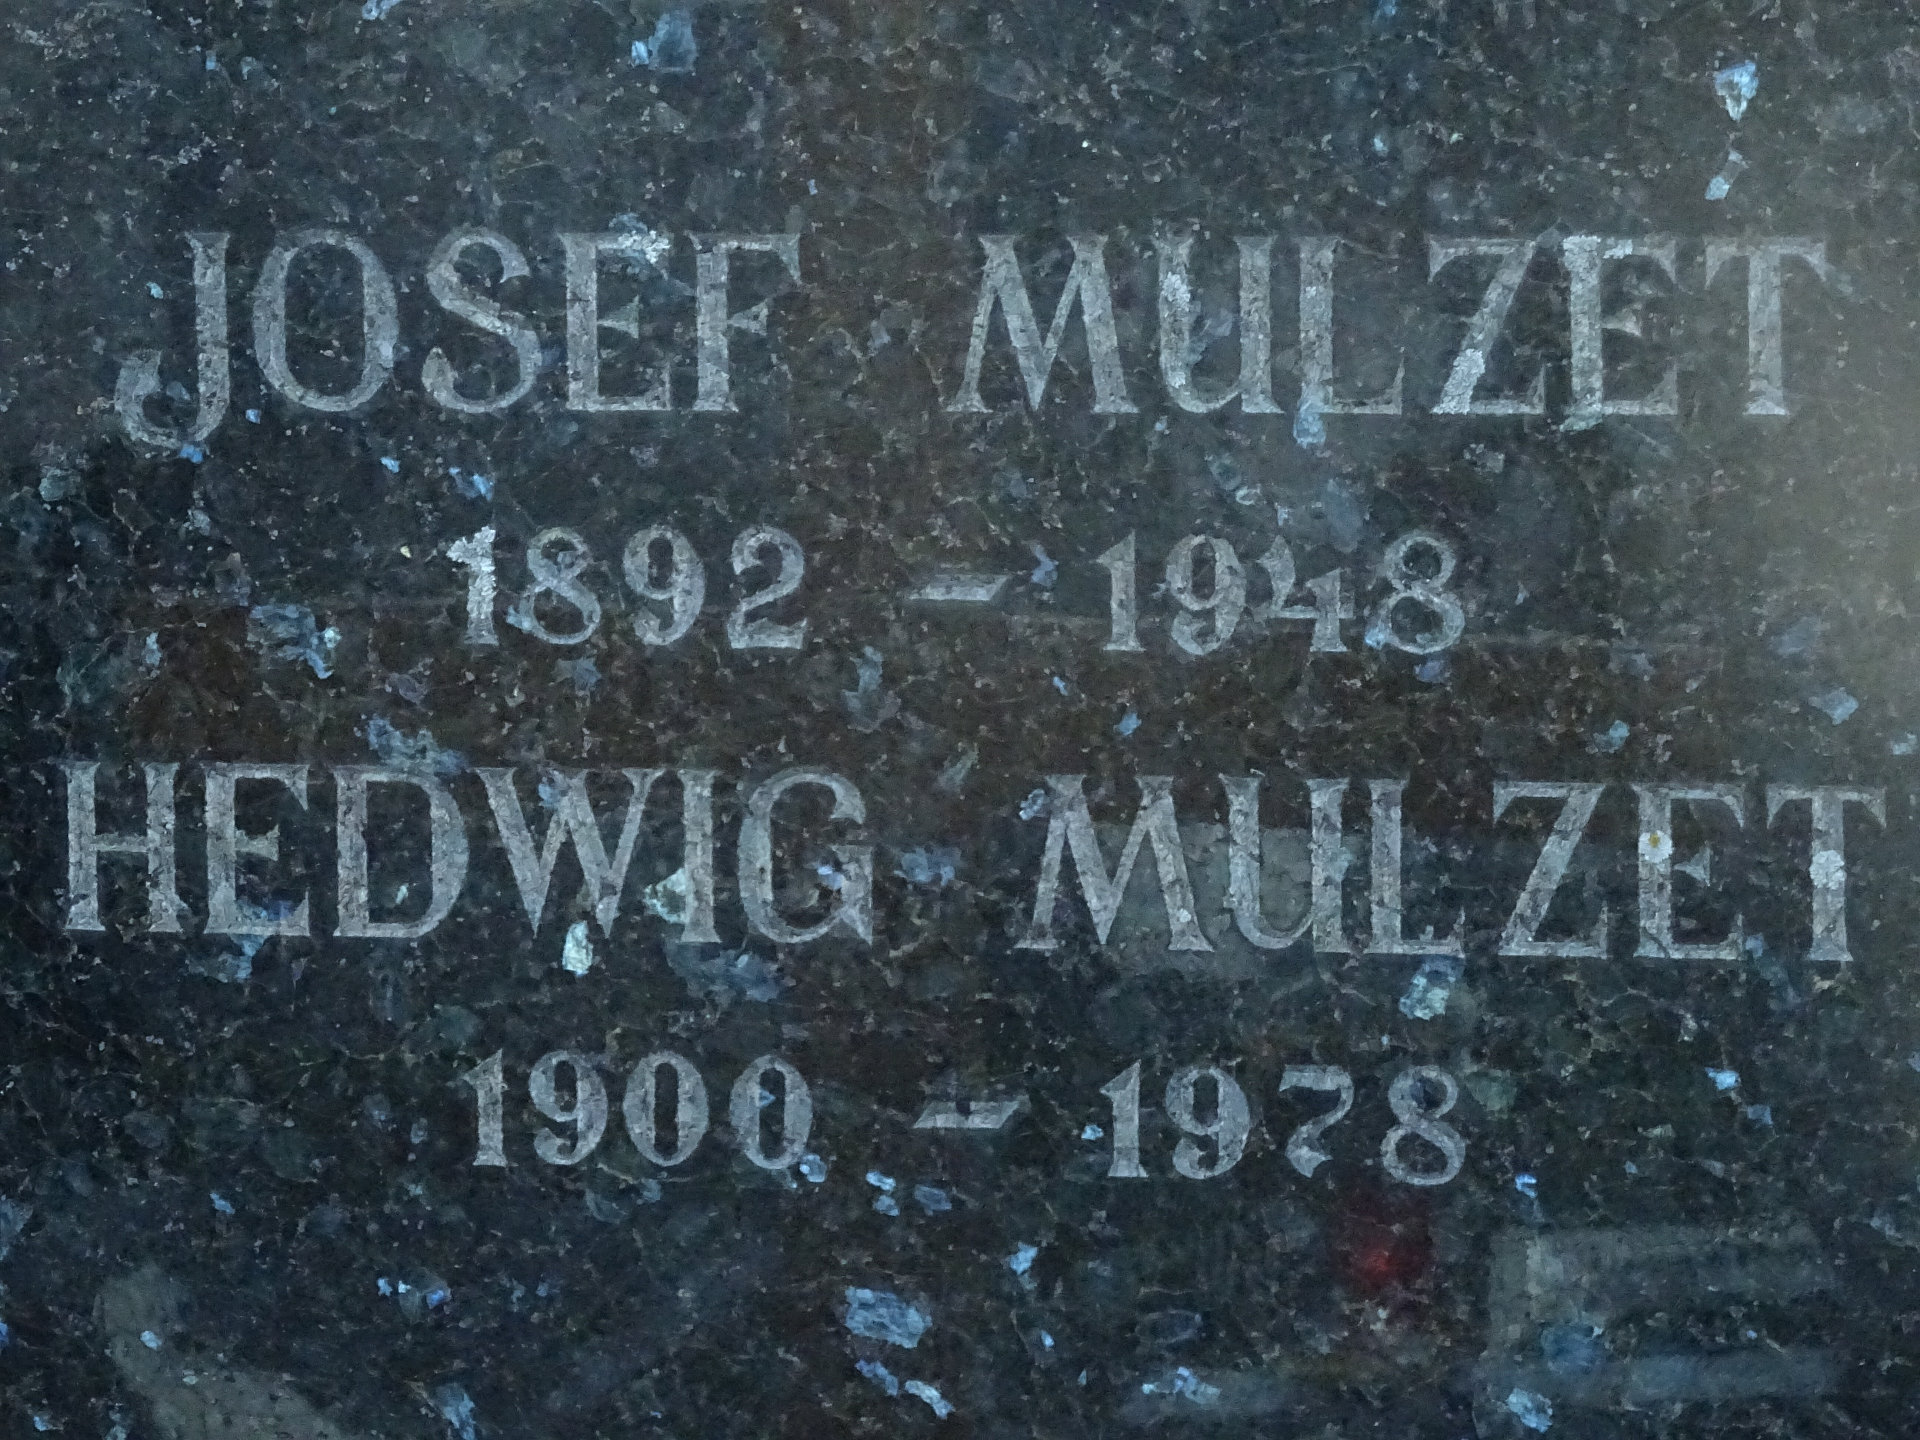 JOSEF MULZET
1892 – 1948
HEDWIG MULZET
1900 – 1978